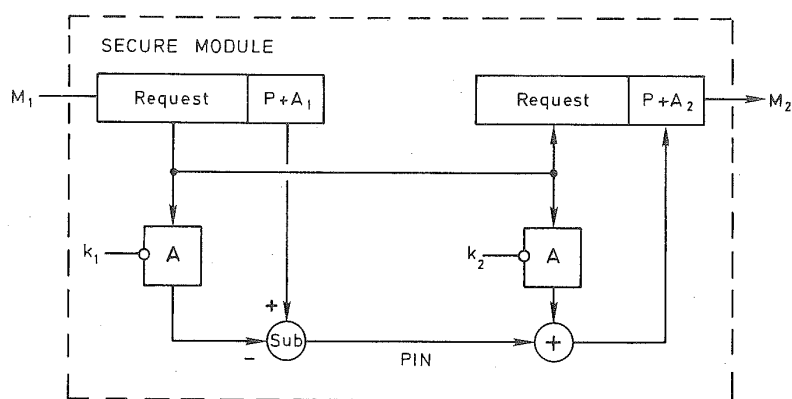 SECURE MODULE
M₁
Request
P+A₁
Request
P+A₂
M₂
k₁
A
k₂
A
+
Sub
−
PIN
+